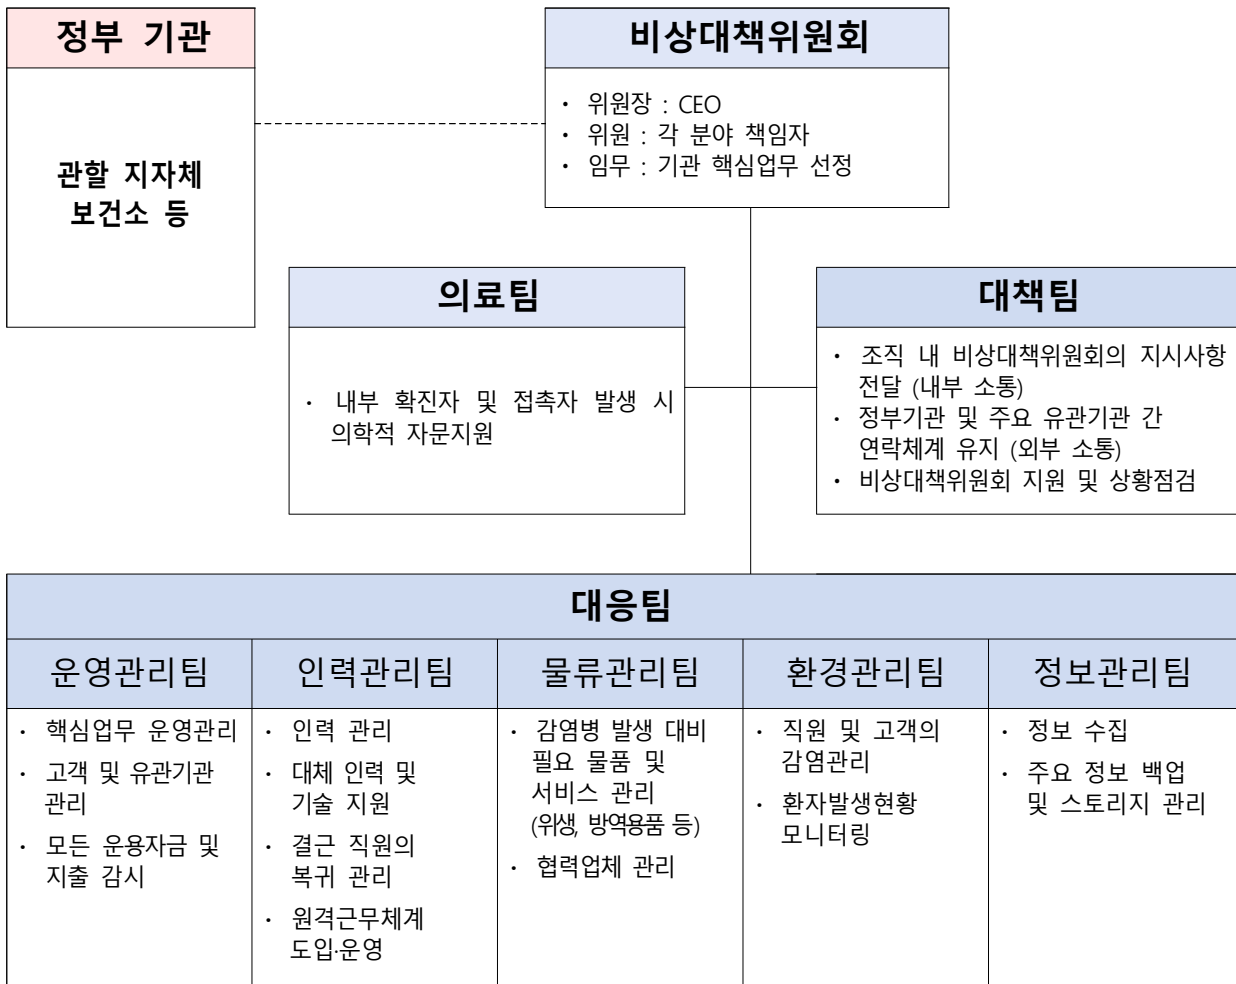 정부 기관
관할 지자체
보건소 등
비상대책위원회
· 위원장 : CEO
· 위원 : 각 분야 책임자
· 임무 : 기관 핵심업무 선정
의료팀
· 내부 확진자 및 접촉자 발생 시
의학적 자문지원
대책팀
· 조직 내 비상대책위원회의 지시사항
전달 (내부 소통)
· 정부기관 및 주요 유관기관 간
연락체계 유지 (외부 소통)
· 비상대책위원회 지원 및 상황점검
대응팀
운영관리팀
· 핵심업무 운영관리
· 고객 및 유관기관
관리
· 모든 운용자금 및
지출 감시
인력관리팀
· 인력 관리
· 대체 인력 및
기술 지원
· 결근 직원의
복귀 관리
· 원격근무체계
도입·운영
물류관리팀
· 감염병 발생 대비
필요 물품 및
서비스 관리
(위생, 방역용품 등)
· 협력업체 관리
환경관리팀
· 직원 및 고객의
감염관리
· 환자발생현황
모니터링
정보관리팀
· 정보 수집
· 주요 정보 백업
및 스토리지 관리